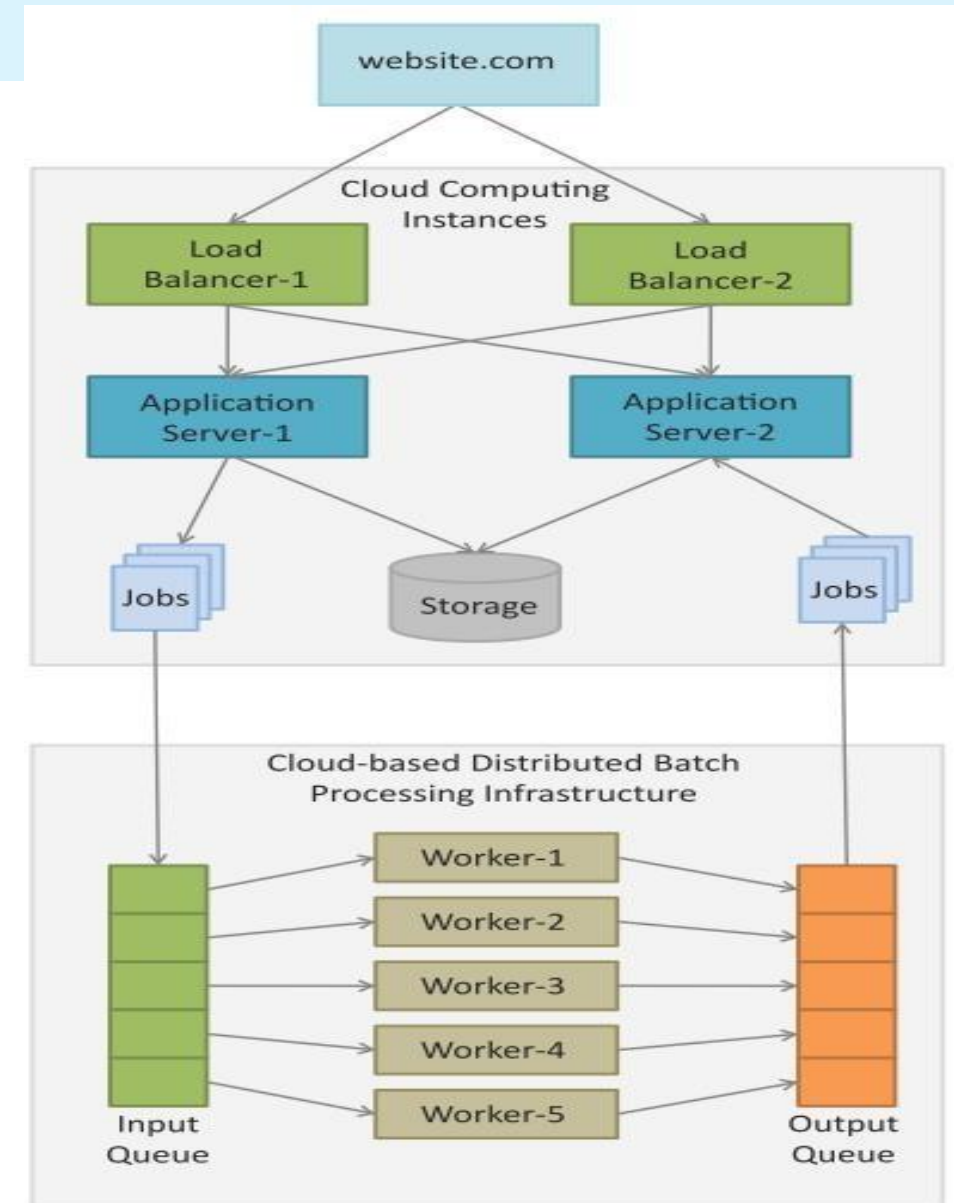 website.com
Cloud Computing
Instances
Load
Balancer-1
Load
Balancer-2
Application
Server-1
Application
Server-2
Jobs
Storage
Jobs
Cloud-based Distributed Batch
Processing Infrastructure
Worker-1
Worker-2
Worker-3
Worker-4
Worker-5
Input
Queue
Output
Queue